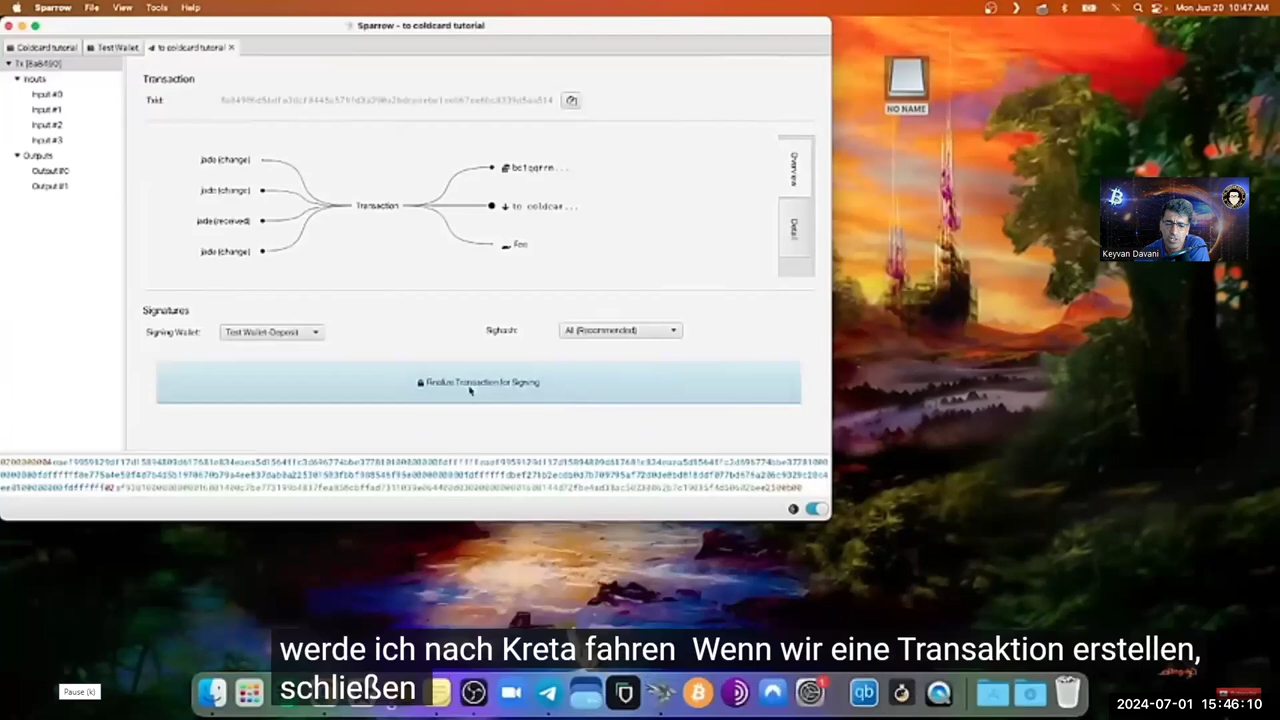 Sparrow File View Tools Help
Mon Jun 20 10:47 AM
Sparrow - to coldcard tutorial
Coldcard tutorial
Test Wallet
to coldcard tutorial
Inputs
Input #0
Input #1
Input #2
Input #3
Outputs
Output #0
Output #1
Transaction
Txid:
jade (change)
jade (change)
jade (received)
jade (change)
Transaction
to coldcar...
Fee
Overview
Detail
Signatures
Signing Wallet:
Test Wallet-Deposit
Sighash:
All (Recommended)
Finalize Transaction for Signing
NO NAME
Keyvan Davani
werde ich nach Kreta fahren Wenn wir eine Transaktion erstellen,
schließen
Pause (k)
2024-07-01 15:46:10